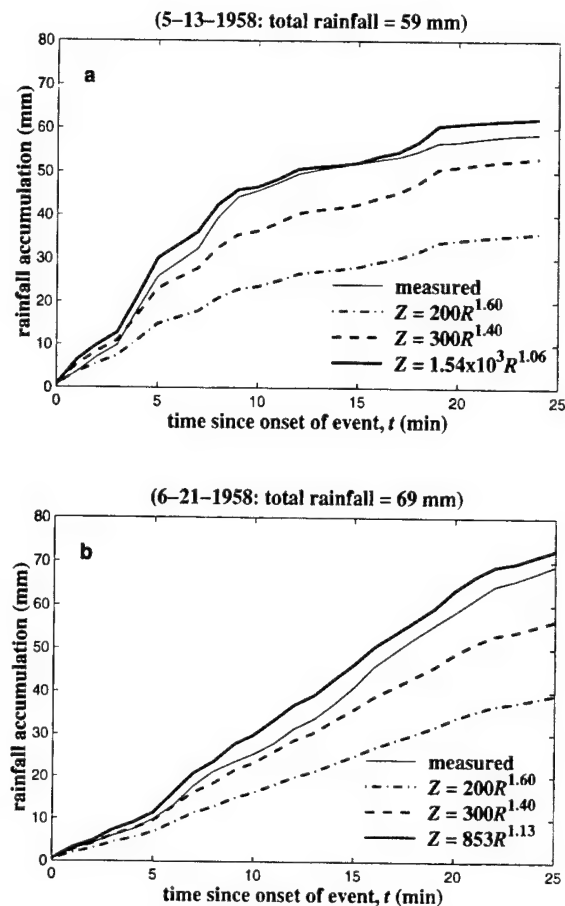 (5–13–1958: total rainfall = 59 mm)
a
rainfall accumulation (mm)
80
70
60
50
40
30
20
10
0
measured
Z = 200R^1.60
Z = 300R^1.40
Z = 1.54x10^3R^1.06
0 5 10 15 20 25
time since onset of event, t (min)
(6–21–1958: total rainfall = 69 mm)
b
rainfall accumulation (mm)
80
70
60
50
40
30
20
10
0
measured
Z = 200R^1.60
Z = 300R^1.40
Z = 853R^1.13
0 5 10 15 20 25
time since onset of event, t (min)